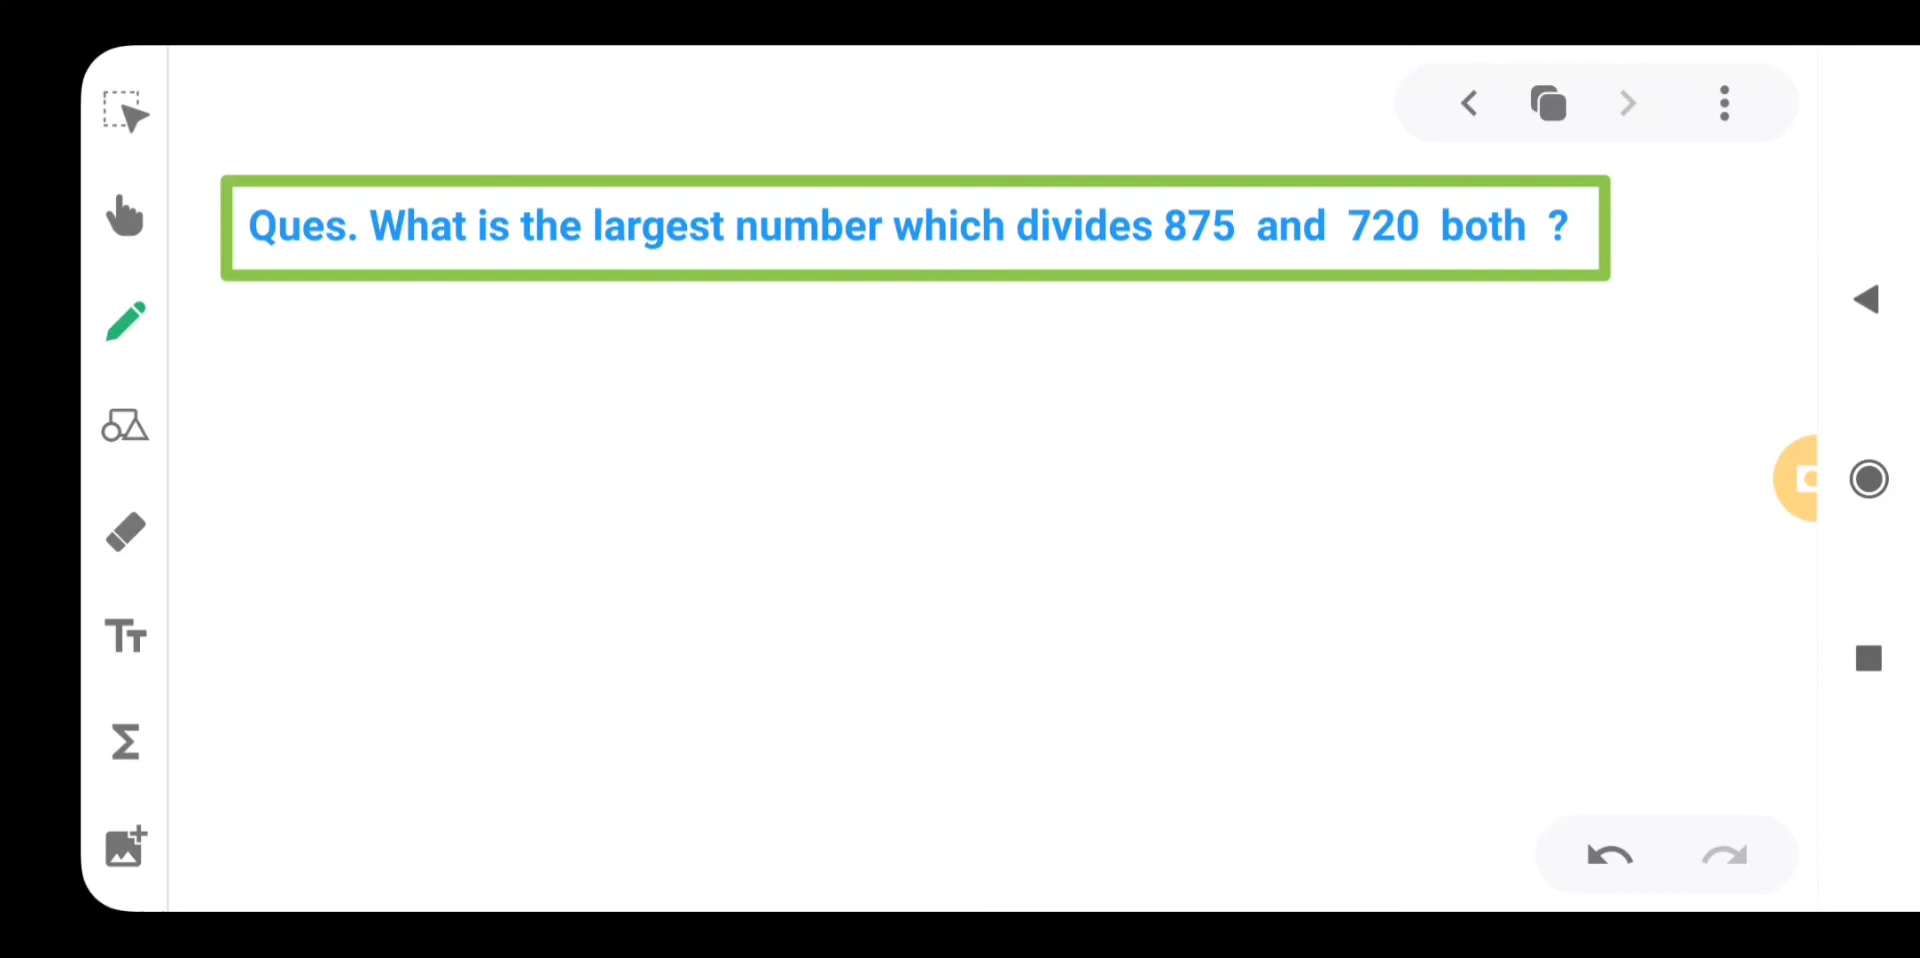 Ques. What is the largest number which divides 875 and 720 both ?